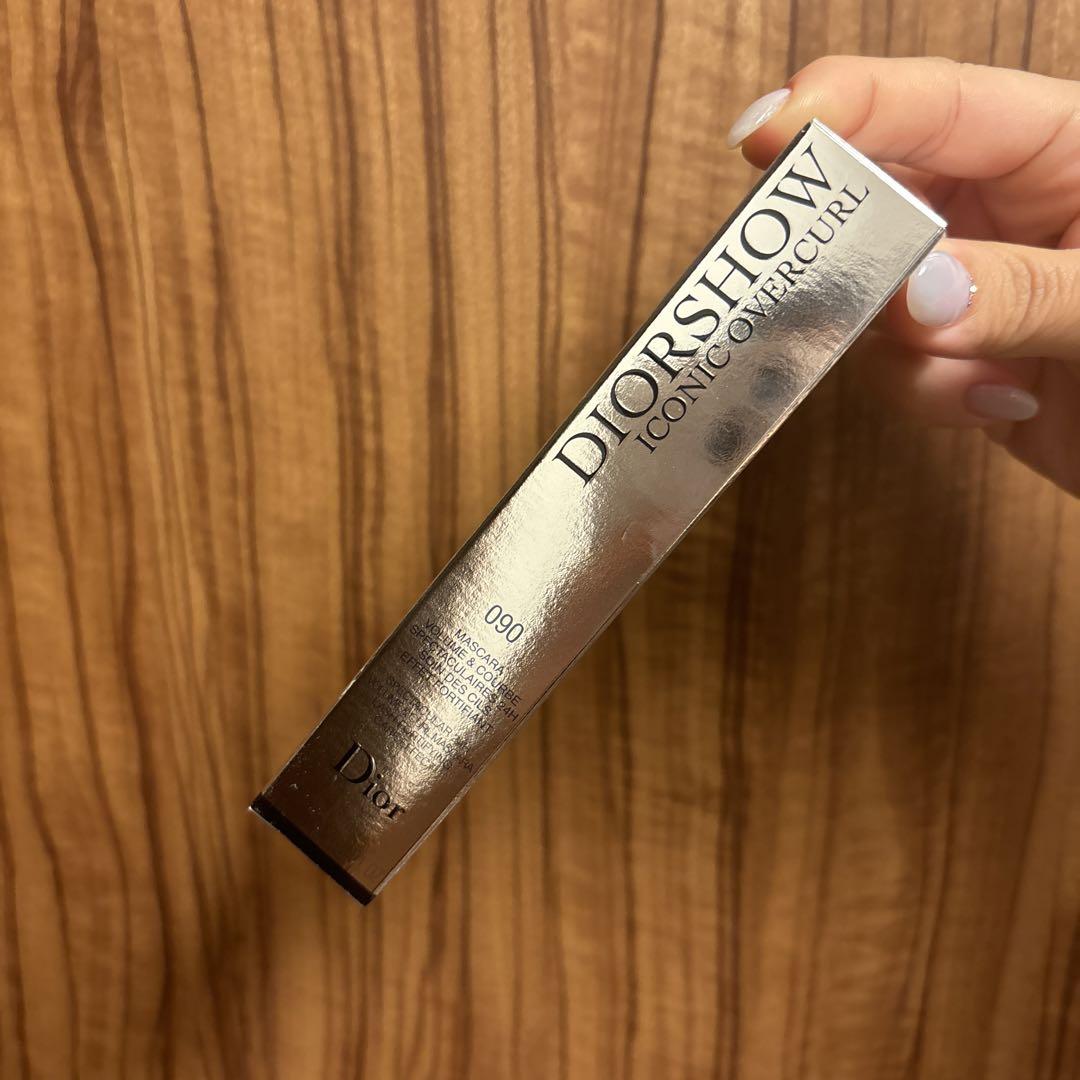 DIORSHOW
ICONIC OVERCURL
090
MASCARA
VOLUME & COURBE
SPECTACULAIRES 24H
SOIN DES CILS
EFFET FORTIFIANT
Dior